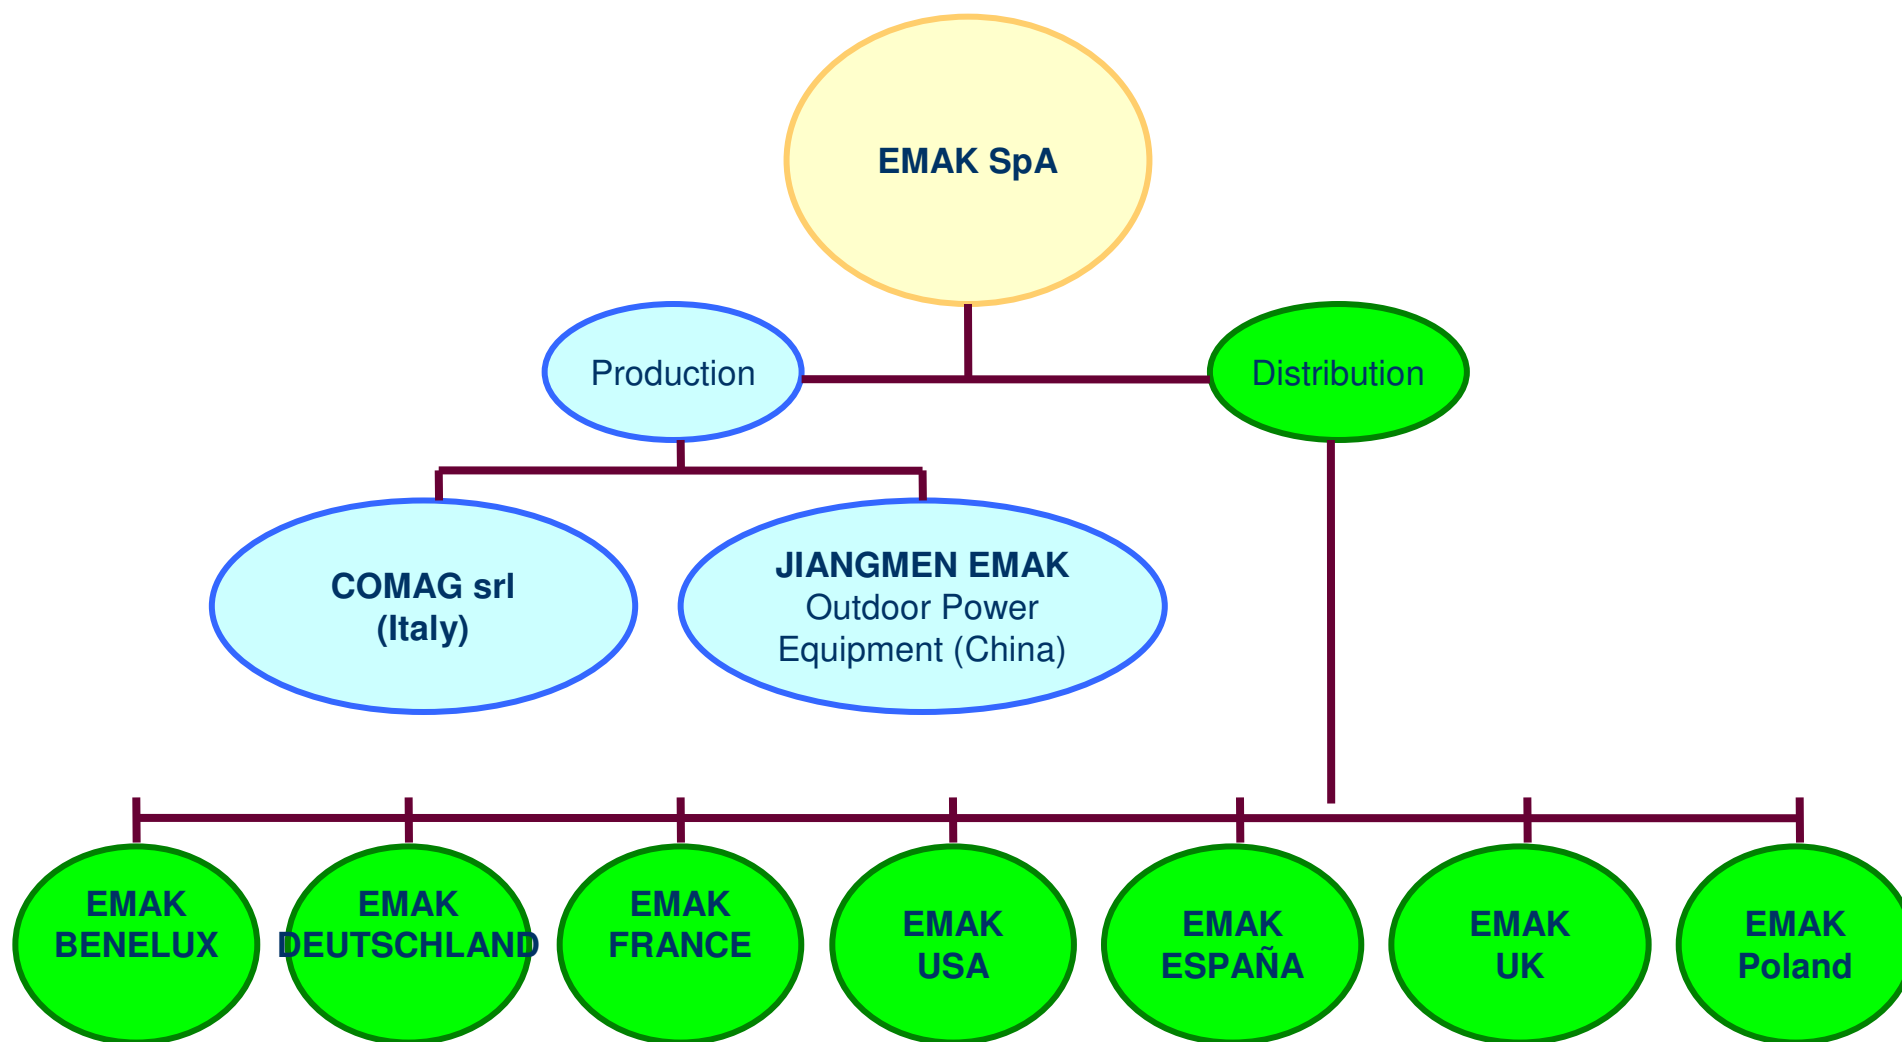 EMAK SpA
Production
Distribution
COMAG srl
(Italy)
JIANGMEN EMAK
Outdoor Power
Equipment (China)
EMAK
BENELUX
EMAK
DEUTSCHLAND
EMAK
FRANCE
EMAK
USA
EMAK
ESPAÑA
EMAK
UK
EMAK
Poland